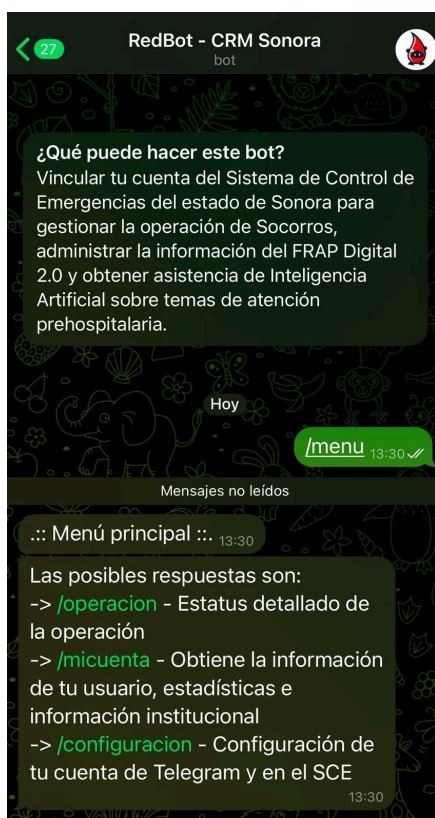 27
RedBot - CRM Sonora
bot
¿Qué puede hacer este bot?
Vincular tu cuenta del Sistema de Control de
Emergencias del estado de Sonora para
gestionar la operación de Socorros,
administrar la información del FRAP Digital
2.0 y obtener asistencia de Inteligencia
Artificial sobre temas de atención
prehospitalaria.
Hoy
/menu 13:30
Mensajes no leídos
.:: Menú principal ::. 13:30
Las posibles respuestas son:
-> /operacion - Estatus detallado de
la operación
-> /micuenta - Obtiene la información
de tu usuario, estadísticas e
información institucional
-> /configuracion - Configuración de
tu cuenta de Telegram y en el SCE
13:30